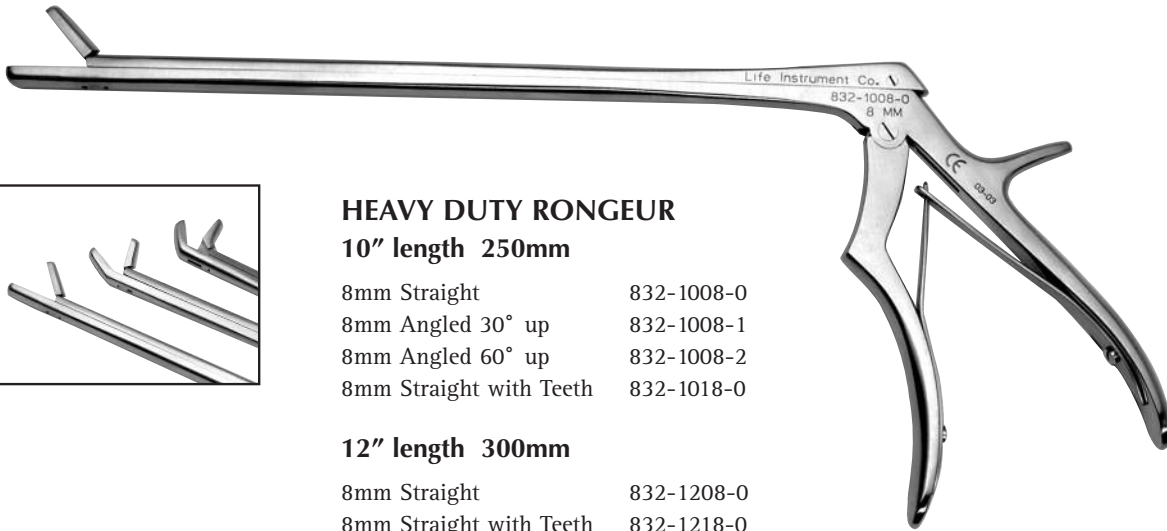 Life Instrument Co.
832-1008-0
8 MM
CE
03-03
HEAVY DUTY RONGEUR
10″ length 250mm
8mm Straight 832-1008-0
8mm Angled 30° up 832-1008-1
8mm Angled 60° up 832-1008-2
8mm Straight with Teeth 832-1018-0
12″ length 300mm
8mm Straight 832-1208-0
8mm Straight with Teeth 832-1218-0